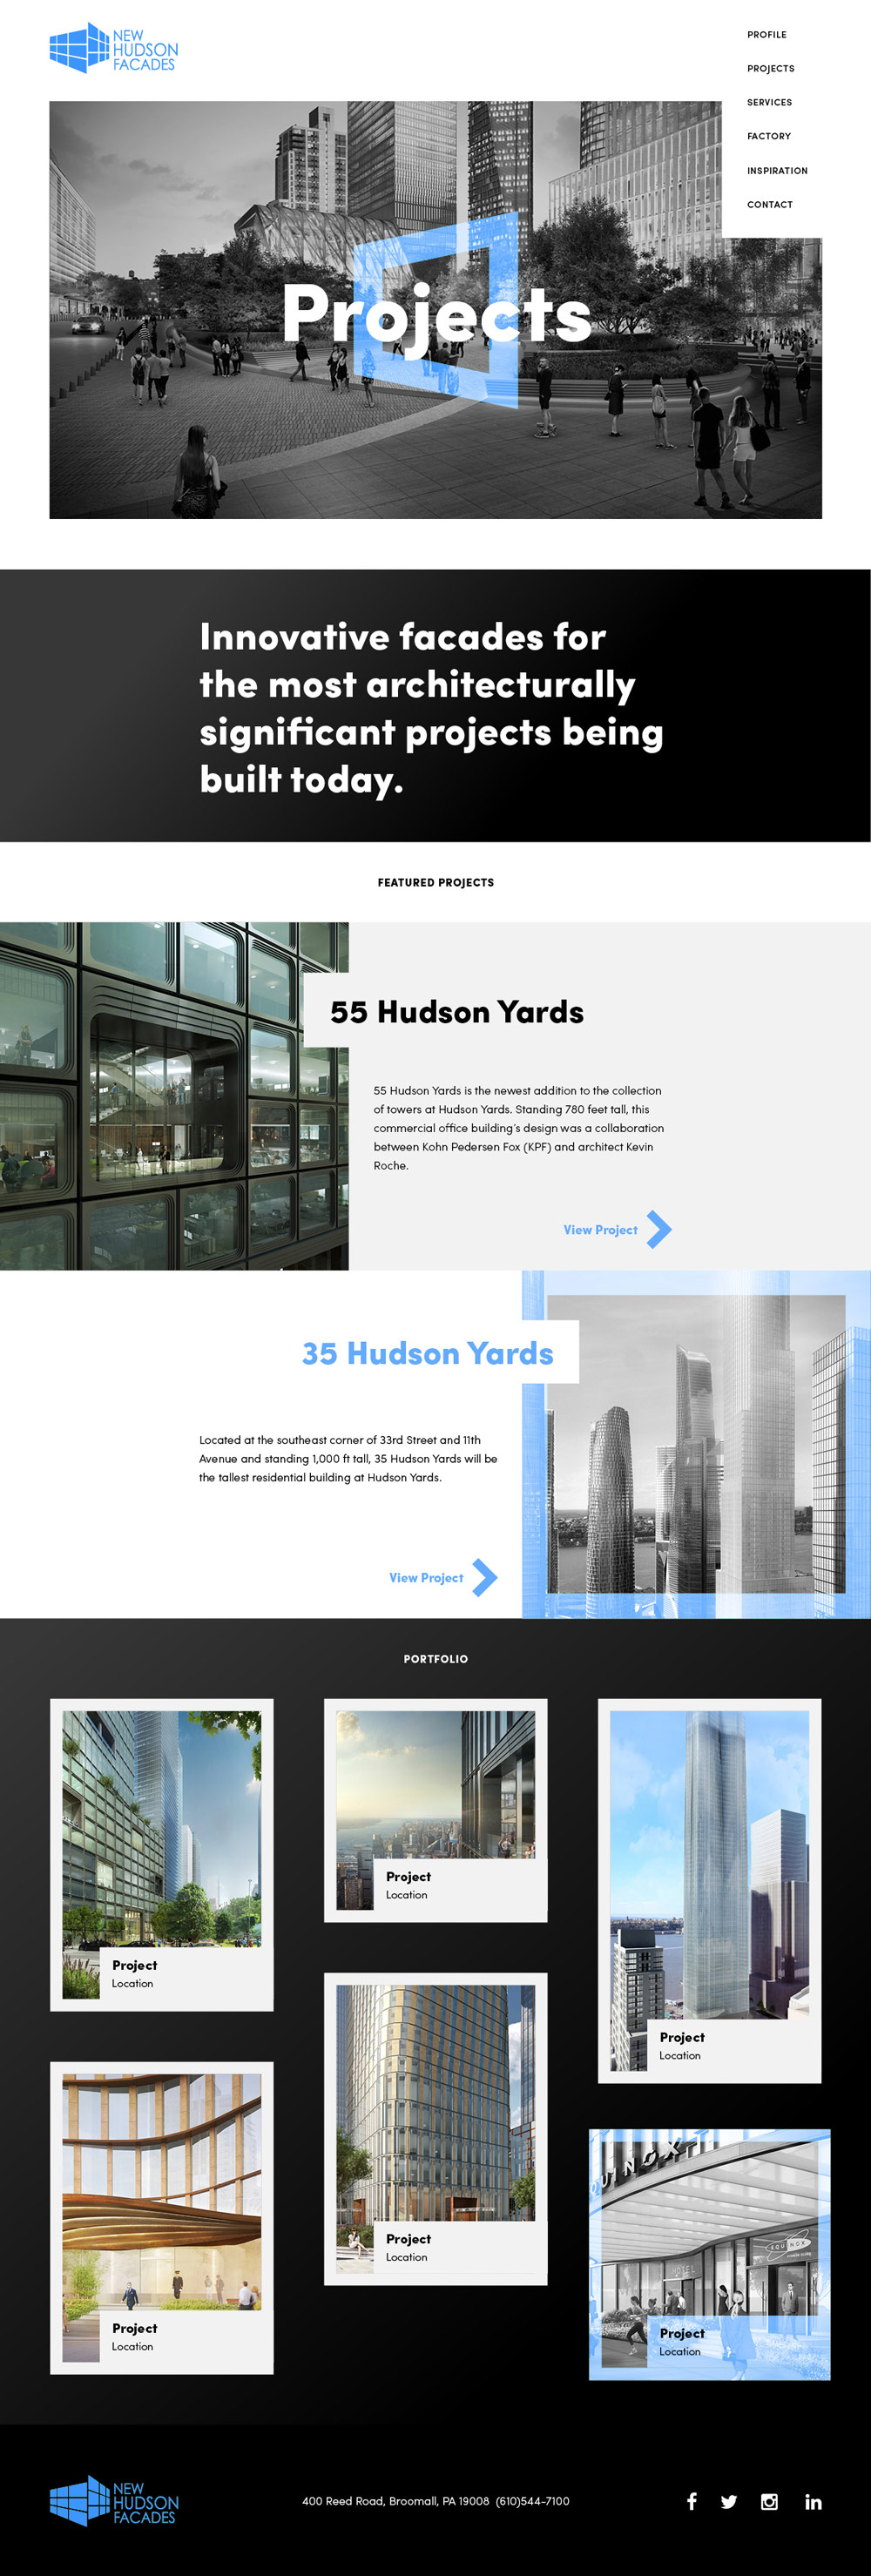 NEW
HUDSON
FACADES
PROFILE
PROJECTS
SERVICES
FACTORY
INSPIRATION
CONTACT
Projects
Innovative facades for
the most architecturally
significant projects being
built today.
FEATURED PROJECTS
55 Hudson Yards
55 Hudson Yards is the newest addition to the collection
of towers at Hudson Yards. Standing 780 feet tall, this
commercial office building's design was a collaboration
between Kohn Pedersen Fox (KPF) and architect Kevin
Roche.
View Project
35 Hudson Yards
Located at the southeast corner of 33rd Street and 11th
Avenue and standing 1,000 ft tall, 35 Hudson Yards will be
the tallest residential building at Hudson Yards.
View Project
PORTFOLIO
Project
Location
Project
Location
Project
Location
Project
Location
Project
Location
QUINOX
EQUINOX
HOTEL
Project
Location
NEW
HUDSON
FACADES
400 Reed Road, Broomall, PA 19008 (610)544-7100